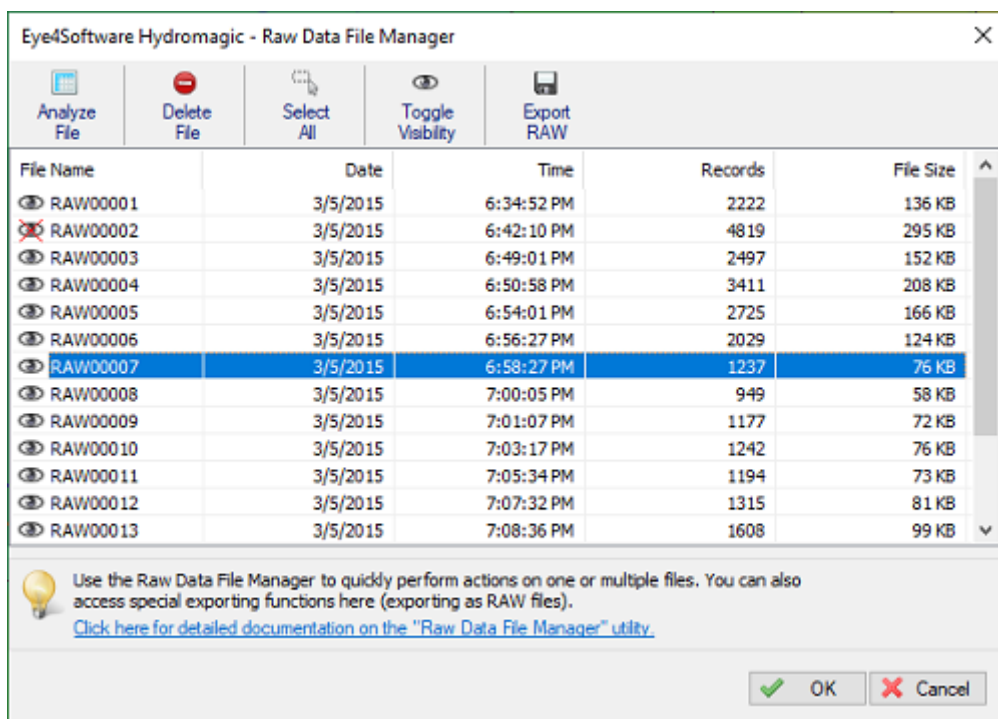 Eye4Software Hydromagic - Raw Data File Manager
Analyze File Delete File Select All Toggle Visibility Export RAW
File Name Date Time Records File Size
RAW00001 3/5/2015 6:34:52 PM 2222 136 KB
RAW00002 3/5/2015 6:42:10 PM 4819 295 KB
RAW00003 3/5/2015 6:49:01 PM 2497 152 KB
RAW00004 3/5/2015 6:50:58 PM 3411 208 KB
RAW00005 3/5/2015 6:54:01 PM 2725 166 KB
RAW00006 3/5/2015 6:56:27 PM 2029 124 KB
RAW00007 3/5/2015 6:58:27 PM 1237 76 KB
RAW00008 3/5/2015 7:00:05 PM 949 58 KB
RAW00009 3/5/2015 7:01:07 PM 1177 72 KB
RAW00010 3/5/2015 7:03:17 PM 1242 76 KB
RAW00011 3/5/2015 7:05:34 PM 1194 73 KB
RAW00012 3/5/2015 7:07:32 PM 1315 81 KB
RAW00013 3/5/2015 7:08:36 PM 1608 99 KB
Use the Raw Data File Manager to quickly perform actions on one or multiple files. You can also
access special exporting functions here (exporting as RAW files).
Click here for detailed documentation on the "Raw Data File Manager" utility.
OK Cancel